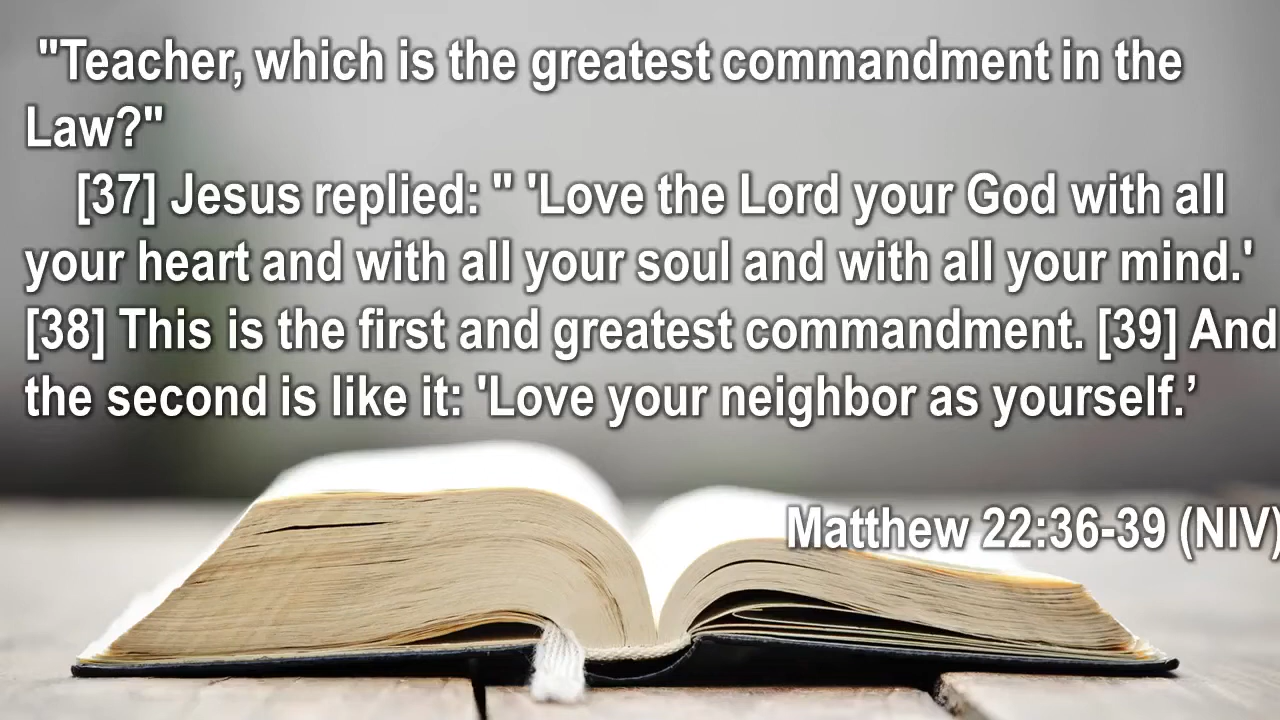 "Teacher, which is the greatest commandment in the
Law?"
[37] Jesus replied: " 'Love the Lord your God with all
your heart and with all your soul and with all your mind.'
[38] This is the first and greatest commandment. [39] And
the second is like it: 'Love your neighbor as yourself.’
Matthew 22:36-39 (NIV)